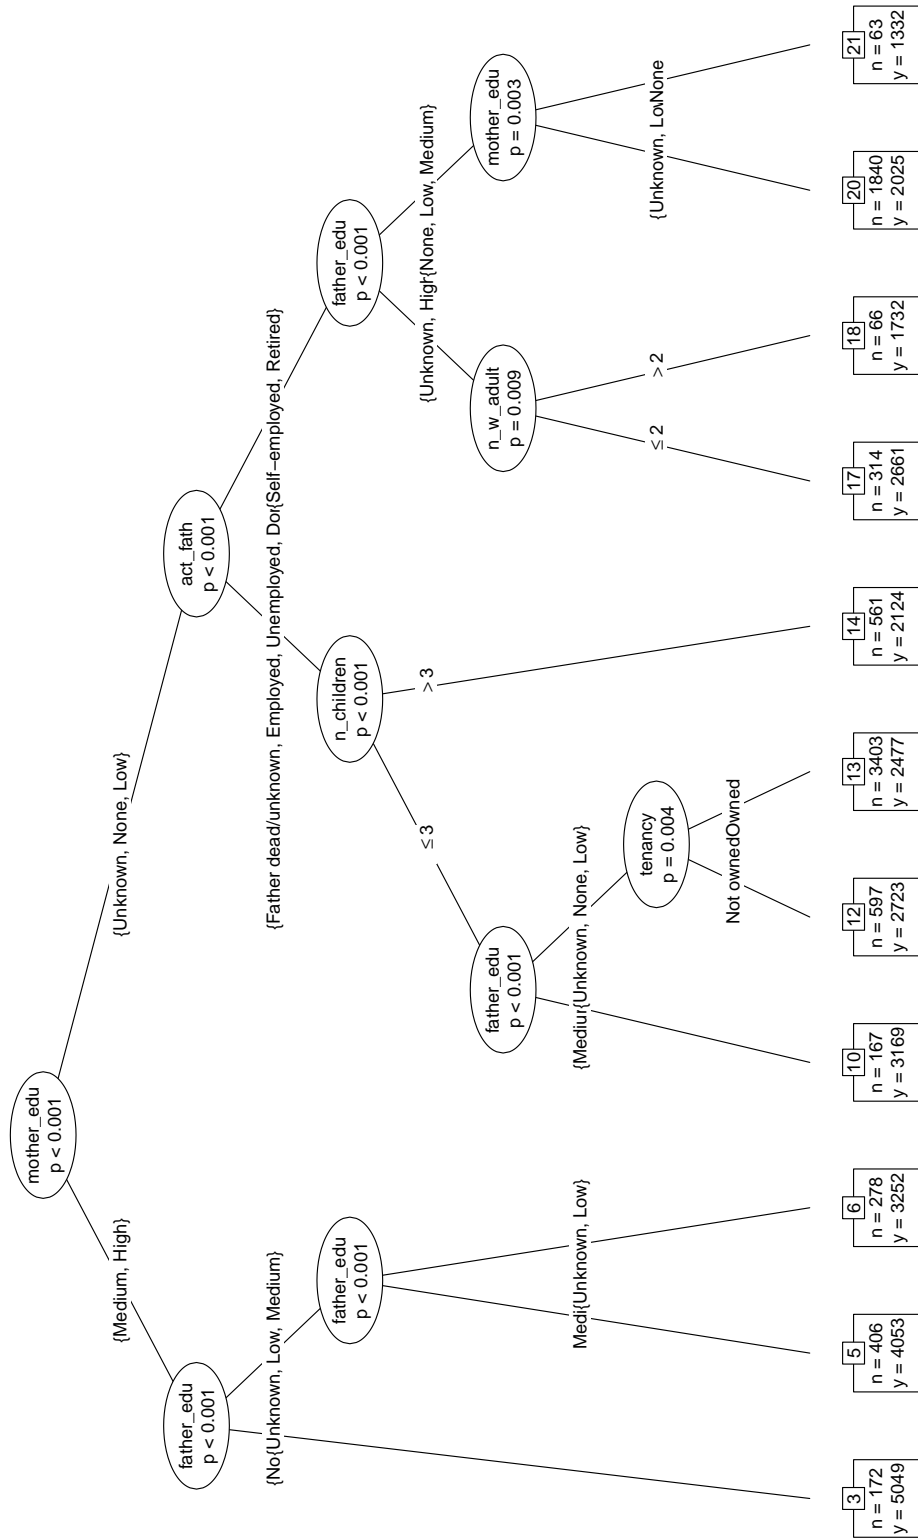 mother_edu
p < 0.001
{Medium, High}
{Unknown, None, Low}
father_edu
p < 0.001
{No{Unknown, Low, Medium}
3
n = 172
y = 5049
father_edu
p < 0.001
Medi{Unknown, Low}
5
n = 406
y = 4053
6
n = 278
y = 3252
act_fath
p < 0.001
{Father dead/unknown, Employed, Unemployed, Dor{Self−employed, Retired}
n_children
p < 0.001
≤ 3
> 3
father_edu
p < 0.001
{Mediur{Unknown, None, Low}
10
n = 167
y = 3169
tenancy
p = 0.004
Not ownedOwned
12
n = 597
y = 2723
13
n = 3403
y = 2477
14
n = 561
y = 2124
father_edu
p < 0.001
{Unknown, High{None, Low, Medium}
n_w_adult
p = 0.009
≤ 2
> 2
17
n = 314
y = 2661
18
n = 66
y = 1732
mother_edu
p = 0.003
{Unknown, LowNone
20
n = 1840
y = 2025
21
n = 63
y = 1332